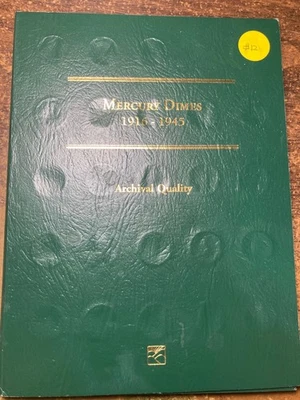 MERCURY DIMES
1916 - 1945
Archival Quality